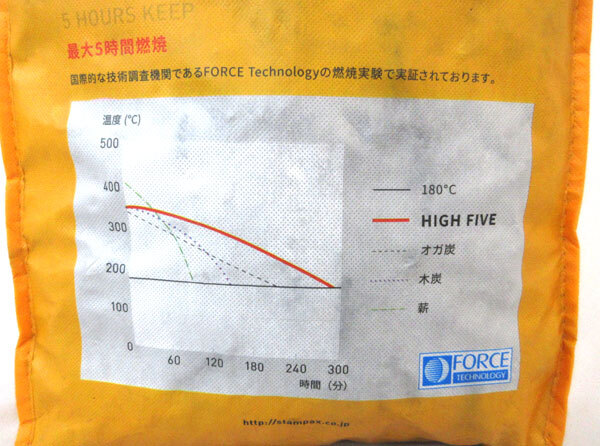 5 HOURS KEEP
最大5時間燃焼
国際的な技術調査機関であるFORCE Technologyの燃焼実験で実証されております。
温度 (°C)
500
400
300
200
100
0
60
120
180
240
300
時間 (分)
180°C
HIGH FIVE
オガ炭
木炭
薪
FORCE
TECHNOLOGY
http://stampax.co.jp